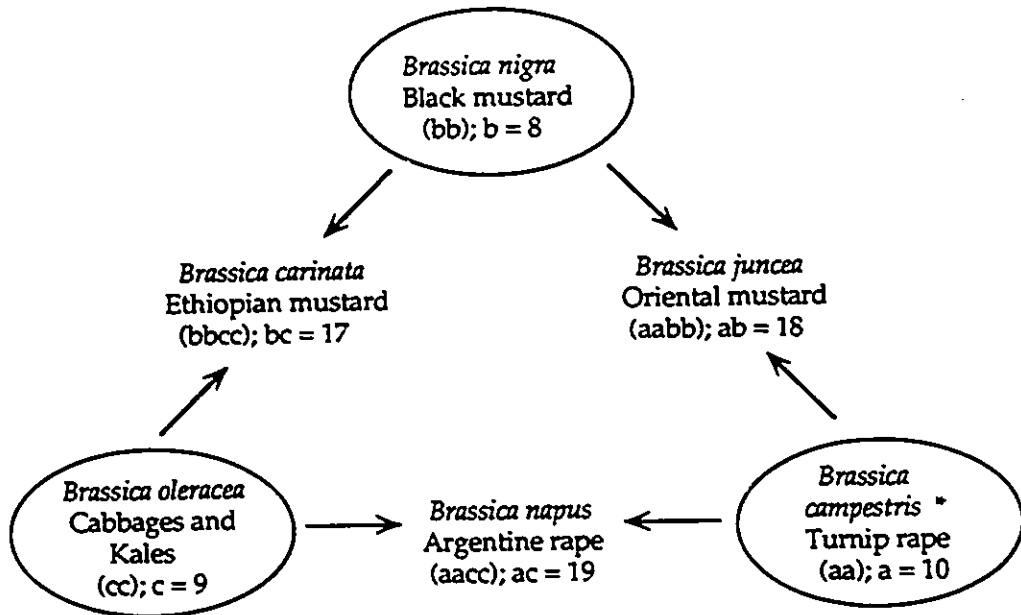 Brassica nigra
Black mustard
(bb); b = 8
Brassica carinata
Ethiopian mustard
(bbcc); bc = 17
Brassica juncea
Oriental mustard
(aabb); ab = 18
Brassica oleracea
Cabbages and
Kales
(cc); c = 9
Brassica napus
Argentine rape
(aacc); ac = 19
Brassica
campestris *
Turnip rape
(aa); a = 10